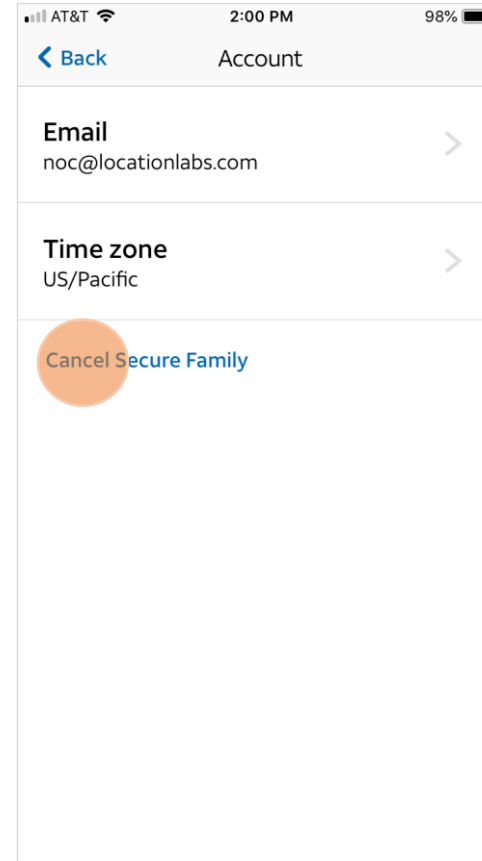 AT&T 2:00 PM 98%
Back Account
Email
noc@locationlabs.com
Time zone
US/Pacific
Cancel Secure Family